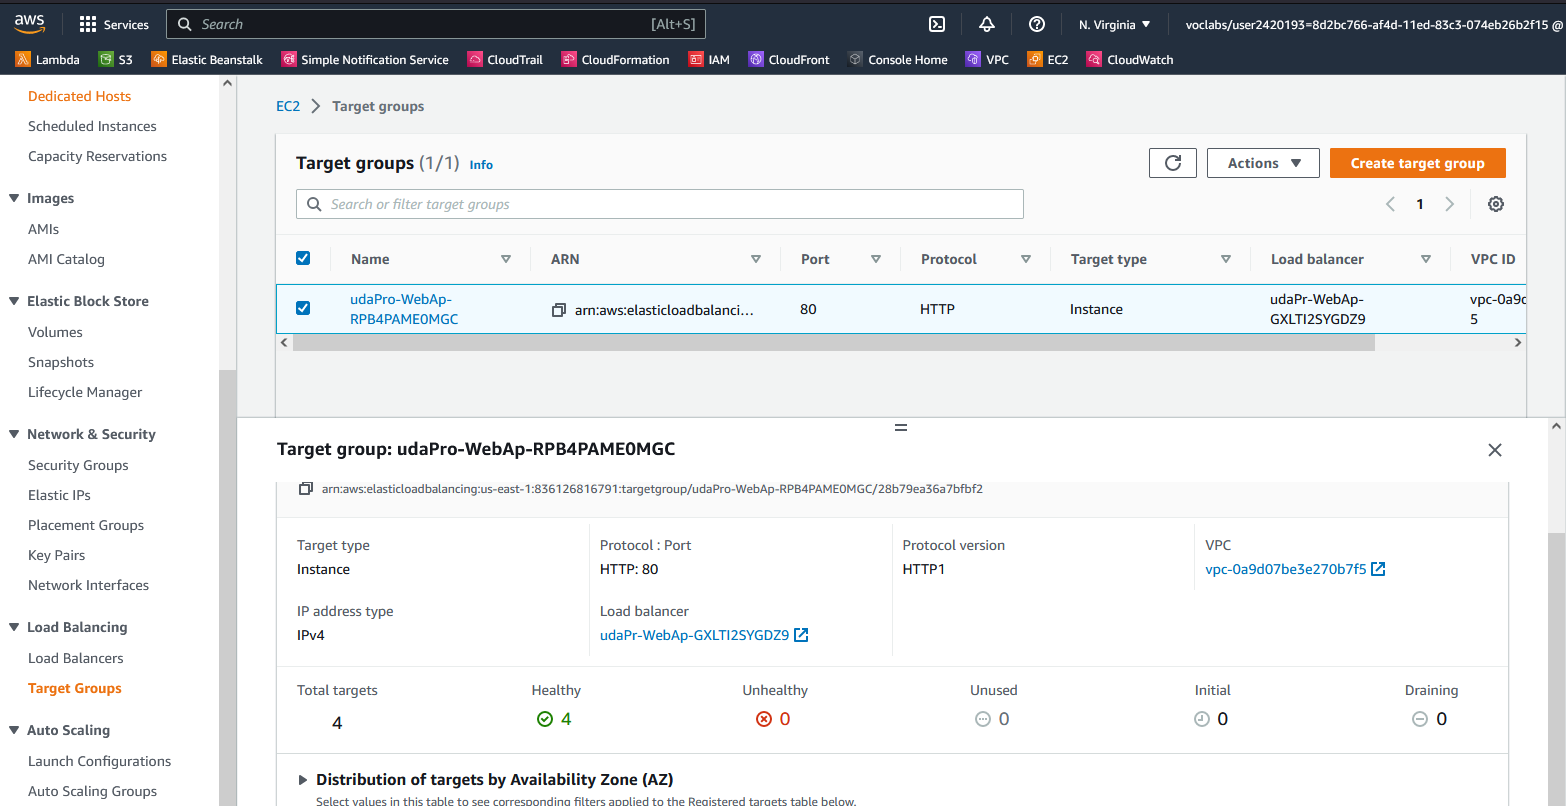 aws
Services
Search
[Alt+S]
N. Virginia
voclabs/user2420193=8d2bc766-af4d-11ed-83c3-074eb26b2f15 @
Lambda
S3
Elastic Beanstalk
Simple Notification Service
CloudTrail
CloudFormation
IAM
CloudFront
Console Home
VPC
EC2
CloudWatch
Dedicated Hosts
Scheduled Instances
Capacity Reservations
Images
AMIs
AMI Catalog
Elastic Block Store
Volumes
Snapshots
Lifecycle Manager
Network & Security
Security Groups
Elastic IPs
Placement Groups
Key Pairs
Network Interfaces
Load Balancing
Load Balancers
Target Groups
Auto Scaling
Launch Configurations
Auto Scaling Groups
EC2 > Target groups
Target groups (1/1) Info
Actions
Create target group
Search or filter target groups
1
Name ARN Port Protocol Target type Load balancer VPC ID
udaPro-WebAp-
RPB4PAME0MGC
arn:aws:elasticloadbalanci...
80
HTTP
Instance
udaPr-WebAp-
GXLTI2SYGDZ9
vpc-0a9d
5
Target group: udaPro-WebAp-RPB4PAME0MGC
arn:aws:elasticloadbalancing:us-east-1:836126816791:targetgroup/udaPro-WebAp-RPB4PAME0MGC/28b79ea36a7bfbf2
Target type
Instance
Protocol : Port
HTTP: 80
Protocol version
HTTP1
VPC
vpc-0a9d07be3e270b7f5
IP address type
IPv4
Load balancer
udaPr-WebAp-GXLTI2SYGDZ9
Total targets
4
Healthy
4
Unhealthy
0
Unused
0
Initial
0
Draining
0
Distribution of targets by Availability Zone (AZ)
Select values in this table to see corresponding filters applied to the Registered targets table below.